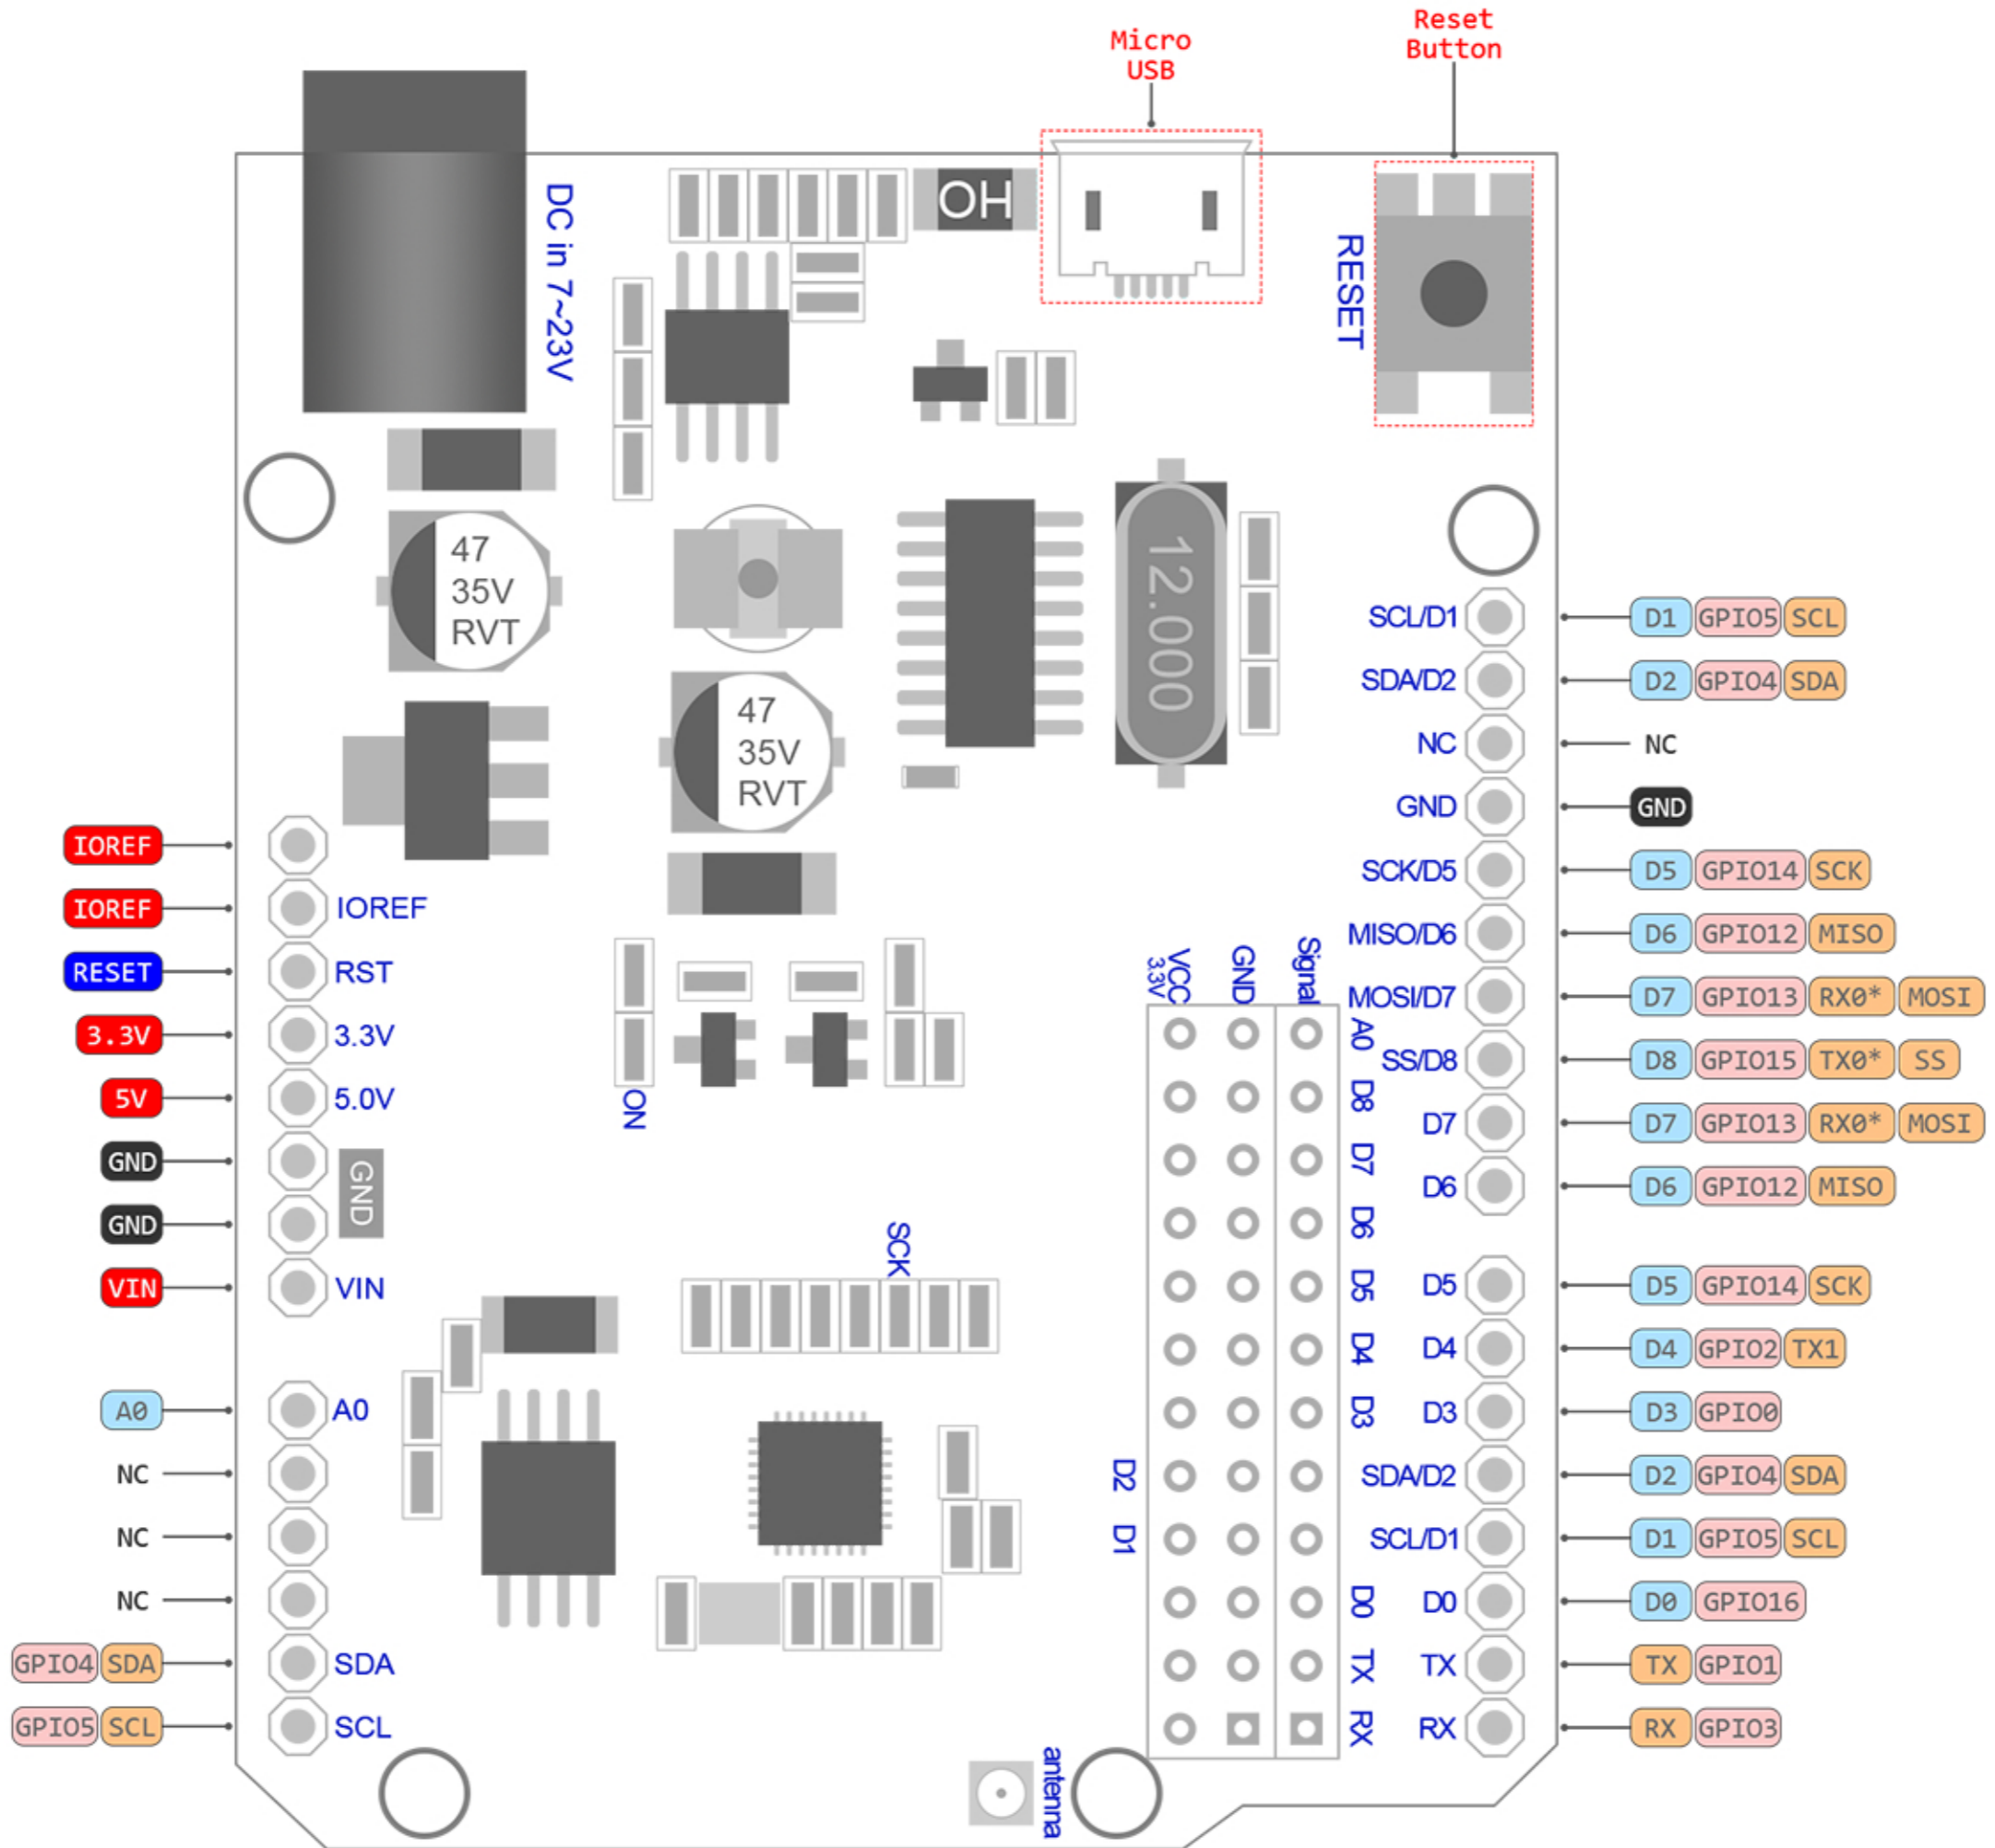 Micro
USB
Reset
Button
DC in 7~23V
OH
RESET
47
35V
RVT
12.000
47
35V
RVT
IOREF
IOREF IOREF
RESET RST
3.3V 3.3V
5V 5.0V
GND
GND
GND
VIN VIN
A0 A0
NC
NC
NC
GPIO4 SDA SDA
GPIO5 SCL SCL
ON
SCK
antenna
VCC
3.3V
GND
Signal
A0
D8
D7
D6
D5
D4
D3
D2
D1
D0
TX
RX
SCL/D1 D1 GPIO5 SCL
SDA/D2 D2 GPIO4 SDA
NC NC
GND GND
SCK/D5 D5 GPIO14 SCK
MISO/D6 D6 GPIO12 MISO
MOSI/D7 D7 GPIO13 RX0* MOSI
SS/D8 D8 GPIO15 TX0* SS
D7 D7 GPIO13 RX0* MOSI
D6 D6 GPIO12 MISO
D5 D5 GPIO14 SCK
D4 D4 GPIO2 TX1
D3 D3 GPIO0
SDA/D2 D2 GPIO4 SDA
SCL/D1 D1 GPIO5 SCL
D0 D0 GPIO16
TX TX GPIO1
RX RX GPIO3